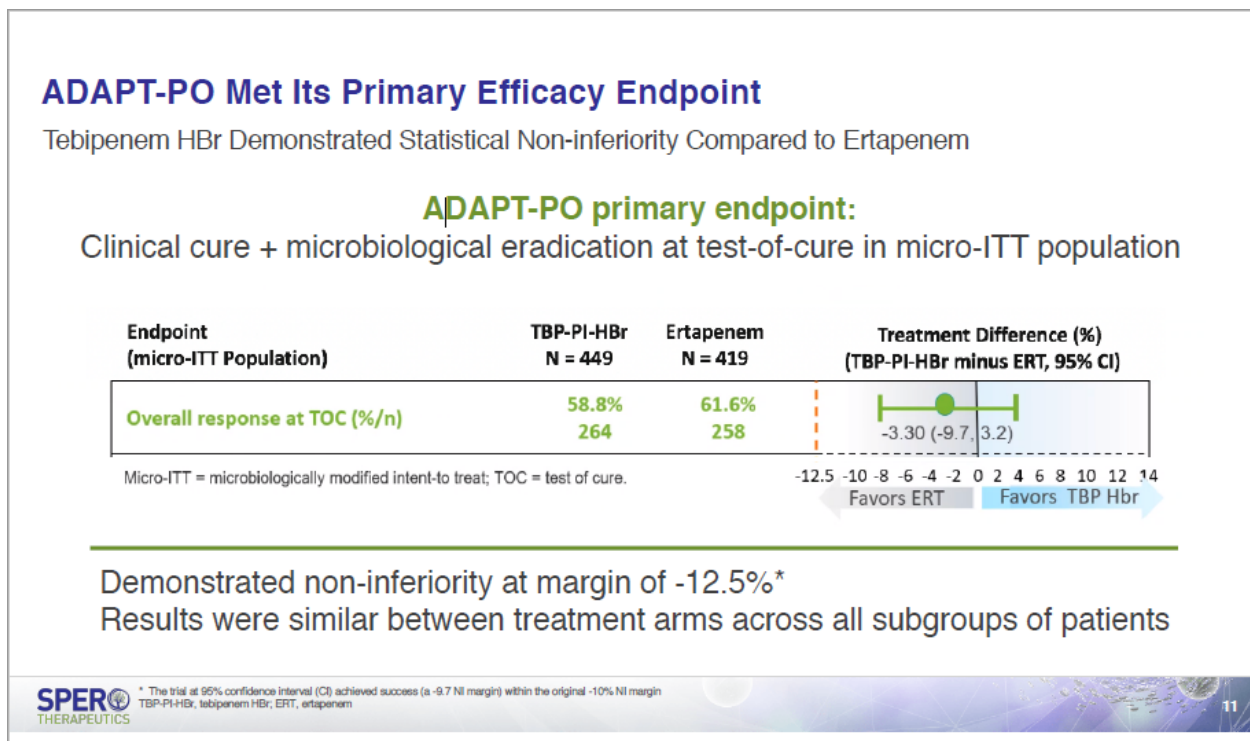 ADAPT-PO Met Its Primary Efficacy Endpoint
Tebipenem HBr Demonstrated Statistical Non-inferiority Compared to Ertapenem
ADAPT-PO primary endpoint:
Clinical cure + microbiological eradication at test-of-cure in micro-ITT population
Endpoint
(micro-ITT Population)
TBP-PI-HBr
N = 449
Ertapenem
N = 419
Treatment Difference (%)
(TBP-PI-HBr minus ERT, 95% CI)
Overall response at TOC (%/n)
58.8%
264
61.6%
258
-3.30 (-9.7, 3.2)
Micro-ITT = microbiologically modified intent-to treat; TOC = test of cure.
-12.5 -10 -8 -6 -4 -2 0 2 4 6 8 10 12 14
Favors ERT
Favors TBP Hbr
Demonstrated non-inferiority at margin of -12.5%*
Results were similar between treatment arms across all subgroups of patients
SPERO
THERAPEUTICS
* The trial at 95% confidence interval (CI) achieved success (a -9.7 NI margin) within the original -10% NI margin
TBP-PI-HBr, tebipenem HBr; ERT, ertapenem
11